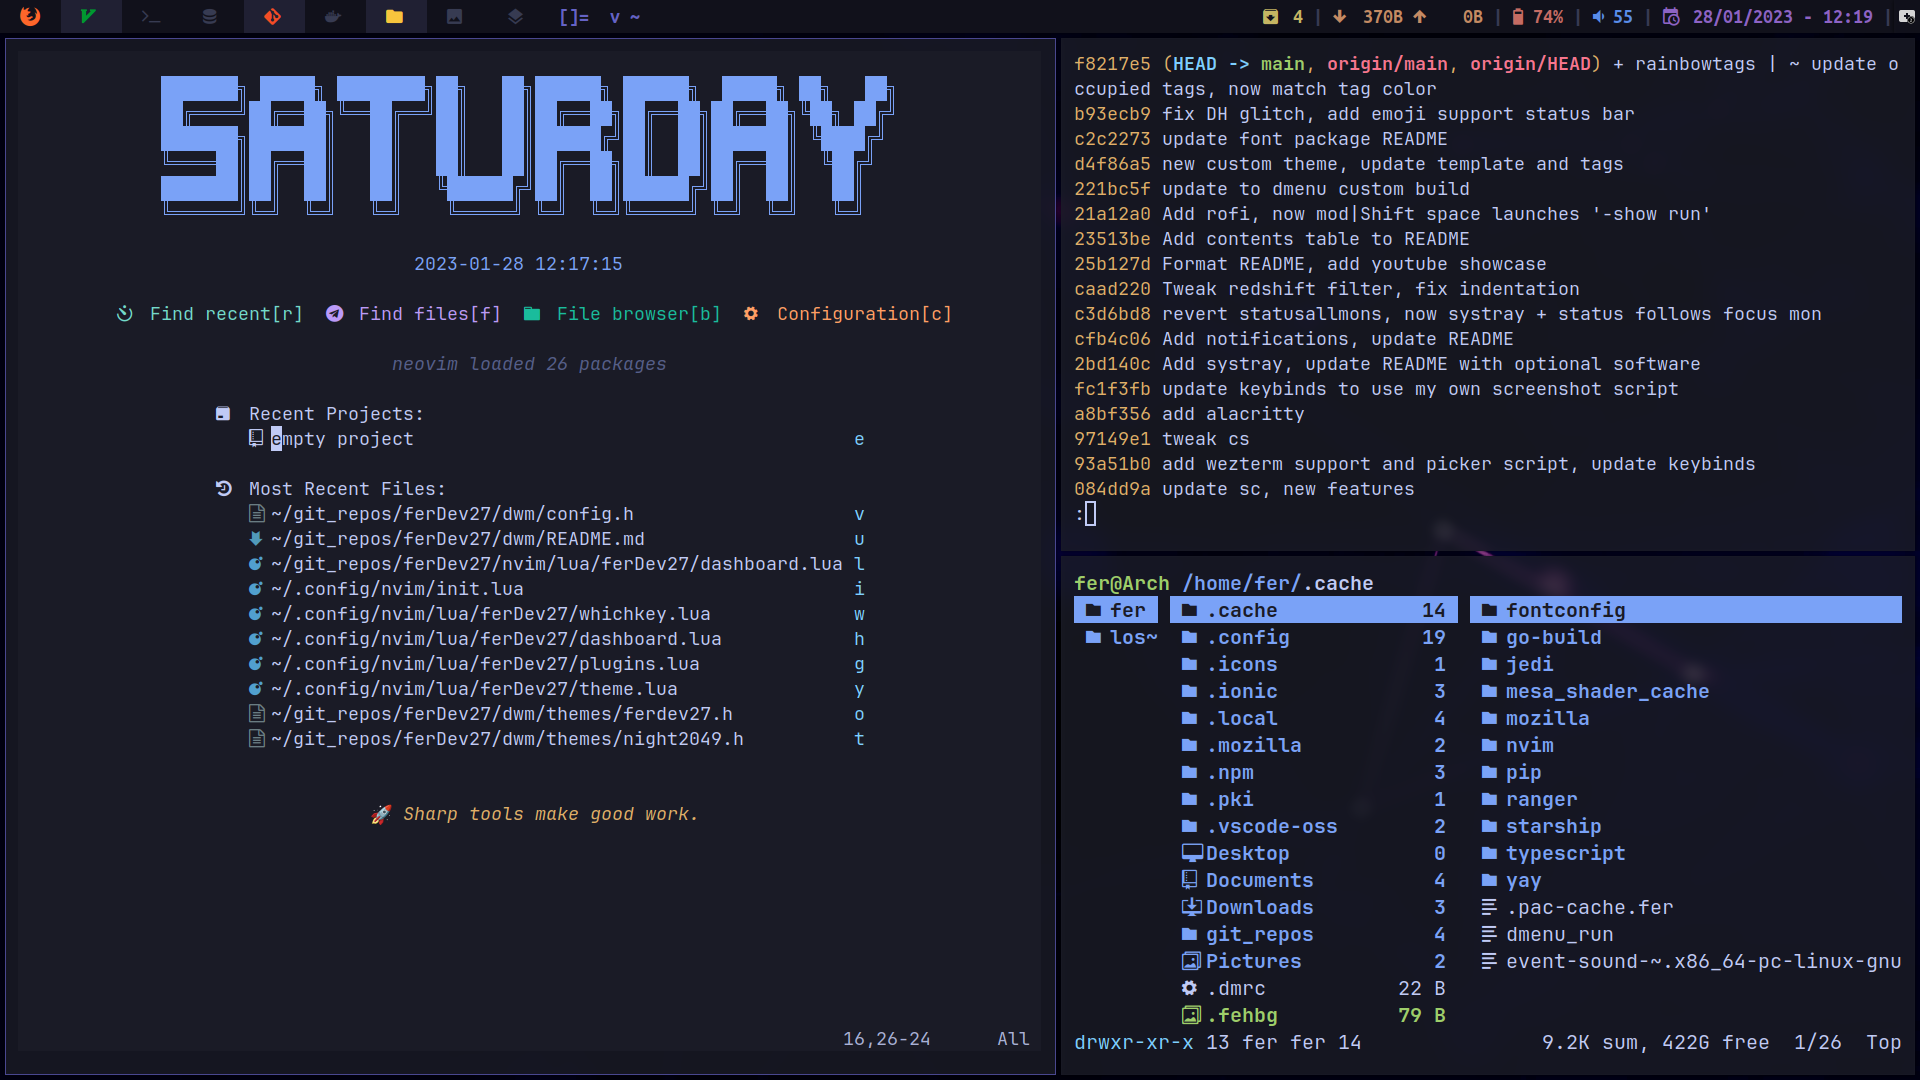 []= v ~ 4 | 370B 0B | 74% | 55 | 28/01/2023 - 12:19 |
SATURDAY
2023-01-28 12:17:15
Find recent[r] Find files[f] File browser[b] Configuration[c]
neovim loaded 26 packages
Recent Projects:
empty project e
Most Recent Files:
~/git_repos/ferDev27/dwm/config.h v
~/git_repos/ferDev27/dwm/README.md u
~/git_repos/ferDev27/nvim/lua/ferDev27/dashboard.lua l
~/.config/nvim/init.lua i
~/.config/nvim/lua/ferDev27/whichkey.lua w
~/.config/nvim/lua/ferDev27/dashboard.lua h
~/.config/nvim/lua/ferDev27/plugins.lua g
~/.config/nvim/lua/ferDev27/theme.lua y
~/git_repos/ferDev27/dwm/themes/ferdev27.h o
~/git_repos/ferDev27/dwm/themes/night2049.h t
🚀 Sharp tools make good work.
16,26-24 All
f8217e5 (HEAD -> main, origin/main, origin/HEAD) + rainbowtags | ~ update o
ccupied tags, now match tag color
b93ecb9 fix DH glitch, add emoji support status bar
c2c2273 update font package README
d4f86a5 new custom theme, update template and tags
221bc5f update to dmenu custom build
21a12a0 Add rofi, now mod|Shift space launches '-show run'
23513be Add contents table to README
25b127d Format README, add youtube showcase
caad220 Tweak redshift filter, fix indentation
c3d6bd8 revert statusallmons, now systray + status follows focus mon
cfb4c06 Add notifications, update README
2bd140c Add systray, update README with optional software
fc1f3fb update keybinds to use my own screenshot script
a8bf356 add alacritty
97149e1 tweak cs
93a51b0 add wezterm support and picker script, update keybinds
084dd9a update sc, new features
:
fer@Arch /home/fer/.cache
fer .cache 14 fontconfig
los~ .config 19 go-build
.icons 1 jedi
.ionic 3 mesa_shader_cache
.local 4 mozilla
.mozilla 2 nvim
.npm 3 pip
.pki 1 ranger
.vscode-oss 2 starship
Desktop 0 typescript
Documents 4 yay
Downloads 3 .pac-cache.fer
git_repos 4 dmenu_run
Pictures 2 event-sound-~.x86_64-pc-linux-gnu
.dmrc 22 B
.fehbg 79 B
drwxr-xr-x 13 fer fer 14 9.2K sum, 422G free 1/26 Top